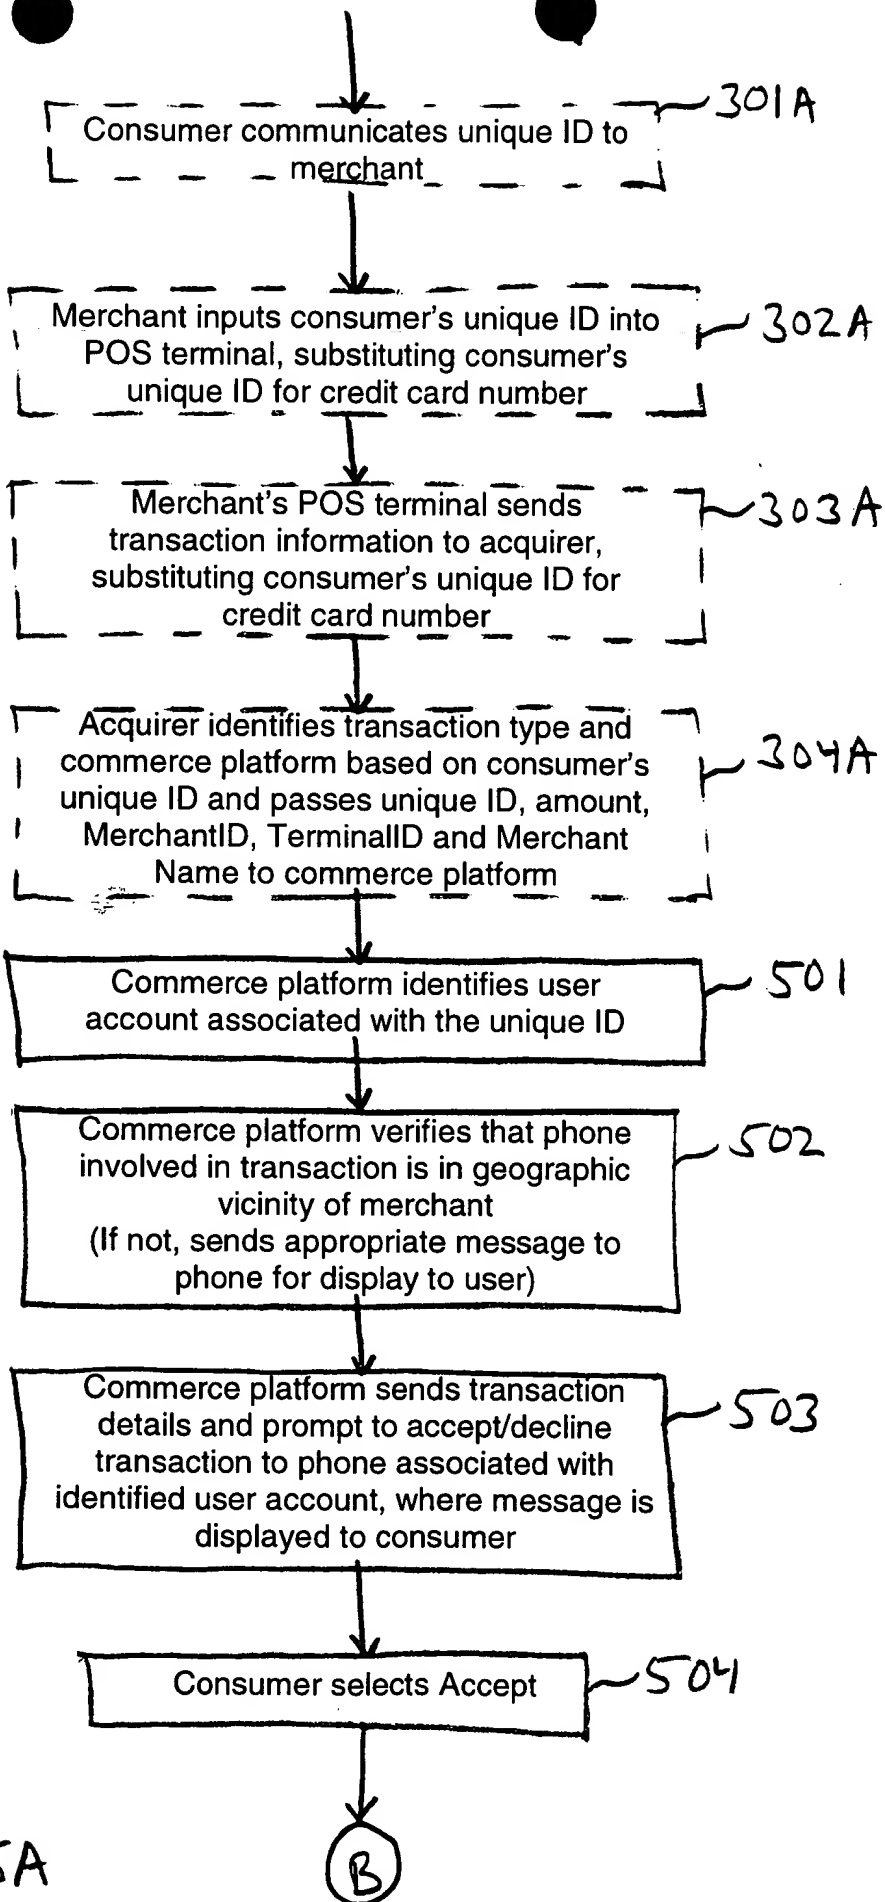 301A
Consumer communicates unique ID to
merchant
302A
Merchant inputs consumer's unique ID into
POS terminal, substituting consumer's
unique ID for credit card number
303A
Merchant's POS terminal sends
transaction information to acquirer,
substituting consumer's unique ID for
credit card number
304A
Acquirer identifies transaction type and
commerce platform based on consumer's
unique ID and passes unique ID, amount,
MerchantID, TerminalID and Merchant
Name to commerce platform
501
Commerce platform identifies user
account associated with the unique ID
502
Commerce platform verifies that phone
involved in transaction is in geographic
vicinity of merchant
(If not, sends appropriate message to
phone for display to user)
503
Commerce platform sends transaction
details and prompt to accept/decline
transaction to phone associated with
identified user account, where message is
displayed to consumer
504
Consumer selects Accept
5A
B